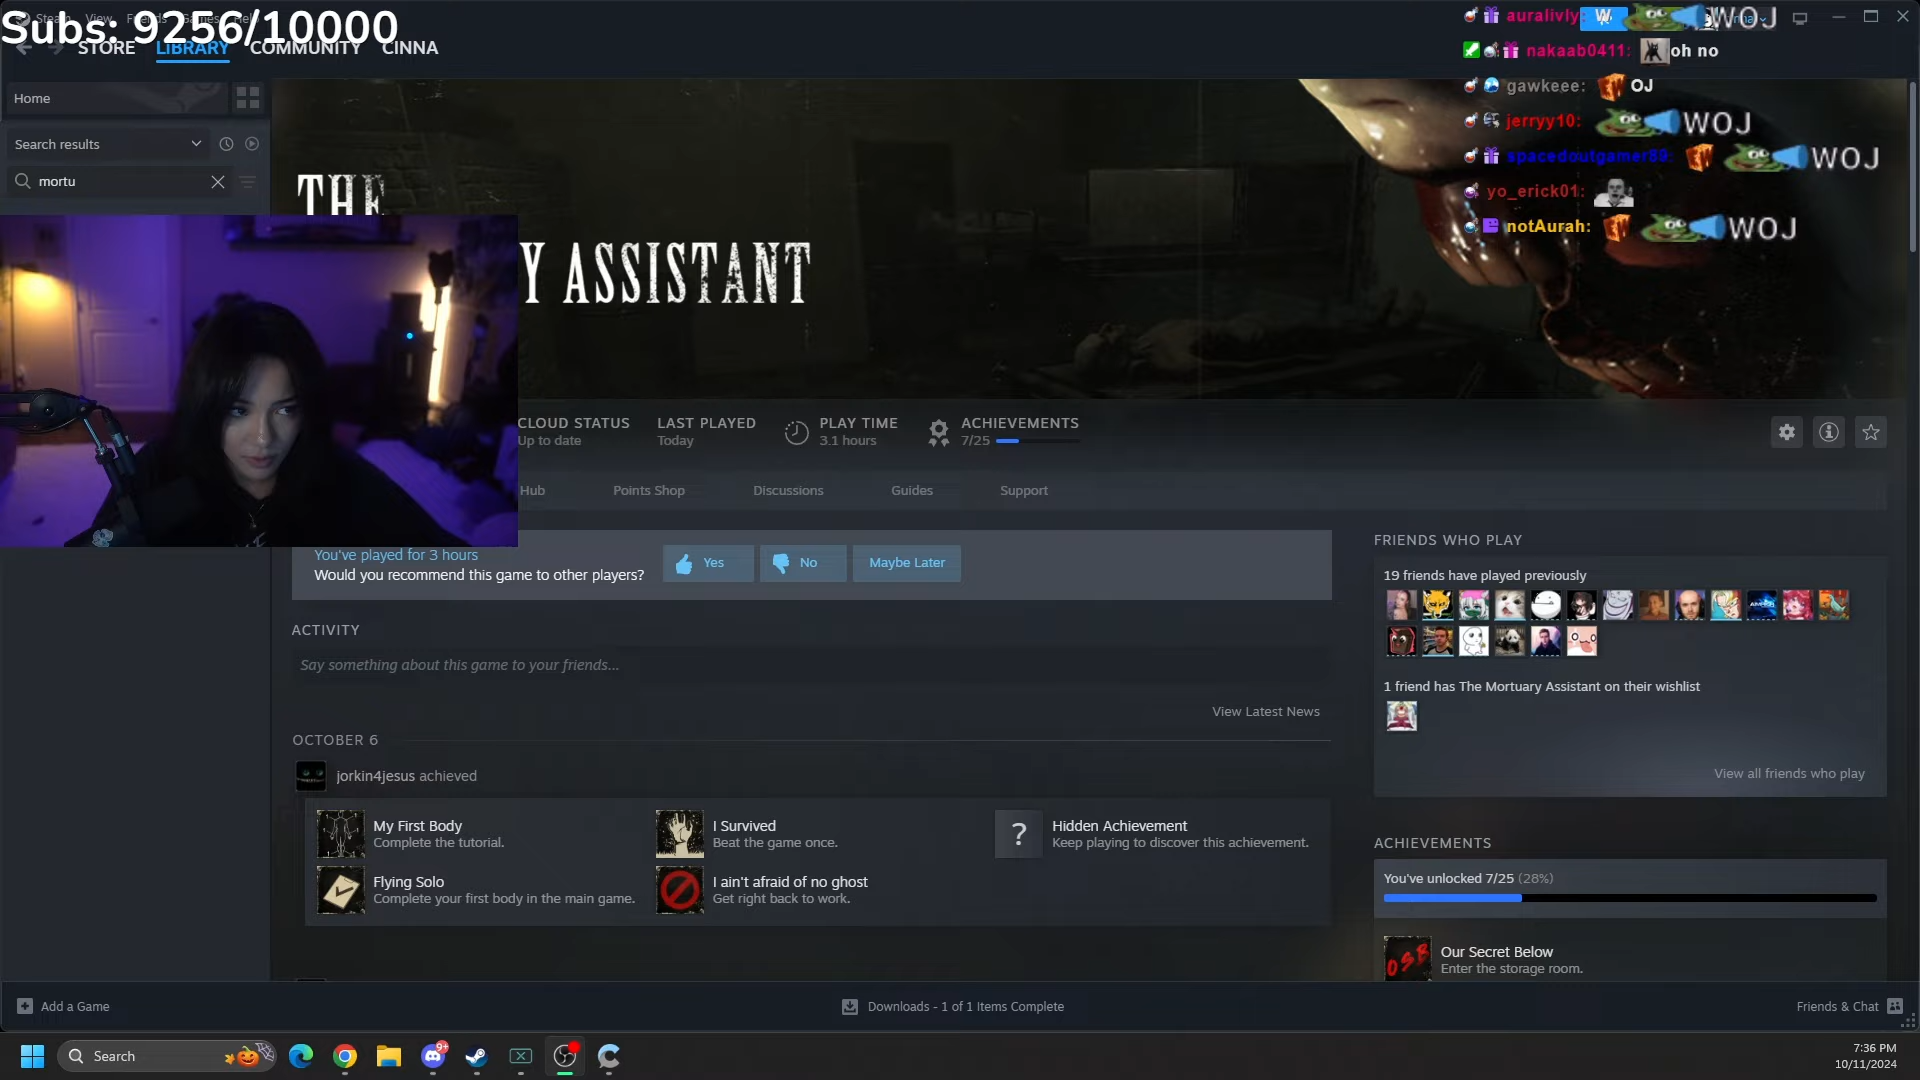 Subs: 9256/10000
STORE LIBRARY COMMUNITY CINNA
Home
Search results
mortu
THE
Y ASSISTANT
auralivly: W WOJ
nakaab0411: oh no
gawkeee: OJ
jerryy10: WOJ
spacedoutgamer89: WOJ
yo_erick01:
notAurah: WOJ
CLOUD STATUS
Up to date
LAST PLAYED
Today
PLAY TIME
3.1 hours
ACHIEVEMENTS
7/25
Hub Points Shop Discussions Guides Support
You've played for 3 hours
Would you recommend this game to other players?
Yes No Maybe Later
ACTIVITY
Say something about this game to your friends...
View Latest News
OCTOBER 6
jorkin4jesus achieved
My First Body
Complete the tutorial.
I Survived
Beat the game once.
? Hidden Achievement
Keep playing to discover this achievement.
Flying Solo
Complete your first body in the main game.
I ain't afraid of no ghost
Get right back to work.
FRIENDS WHO PLAY
19 friends have played previously
1 friend has The Mortuary Assistant on their wishlist
View all friends who play
ACHIEVEMENTS
You've unlocked 7/25 (28%)
OSB
Our Secret Below
Enter the storage room.
Add a Game
Downloads - 1 of 1 Items Complete
Friends & Chat
Search
9+
7:36 PM
10/11/2024